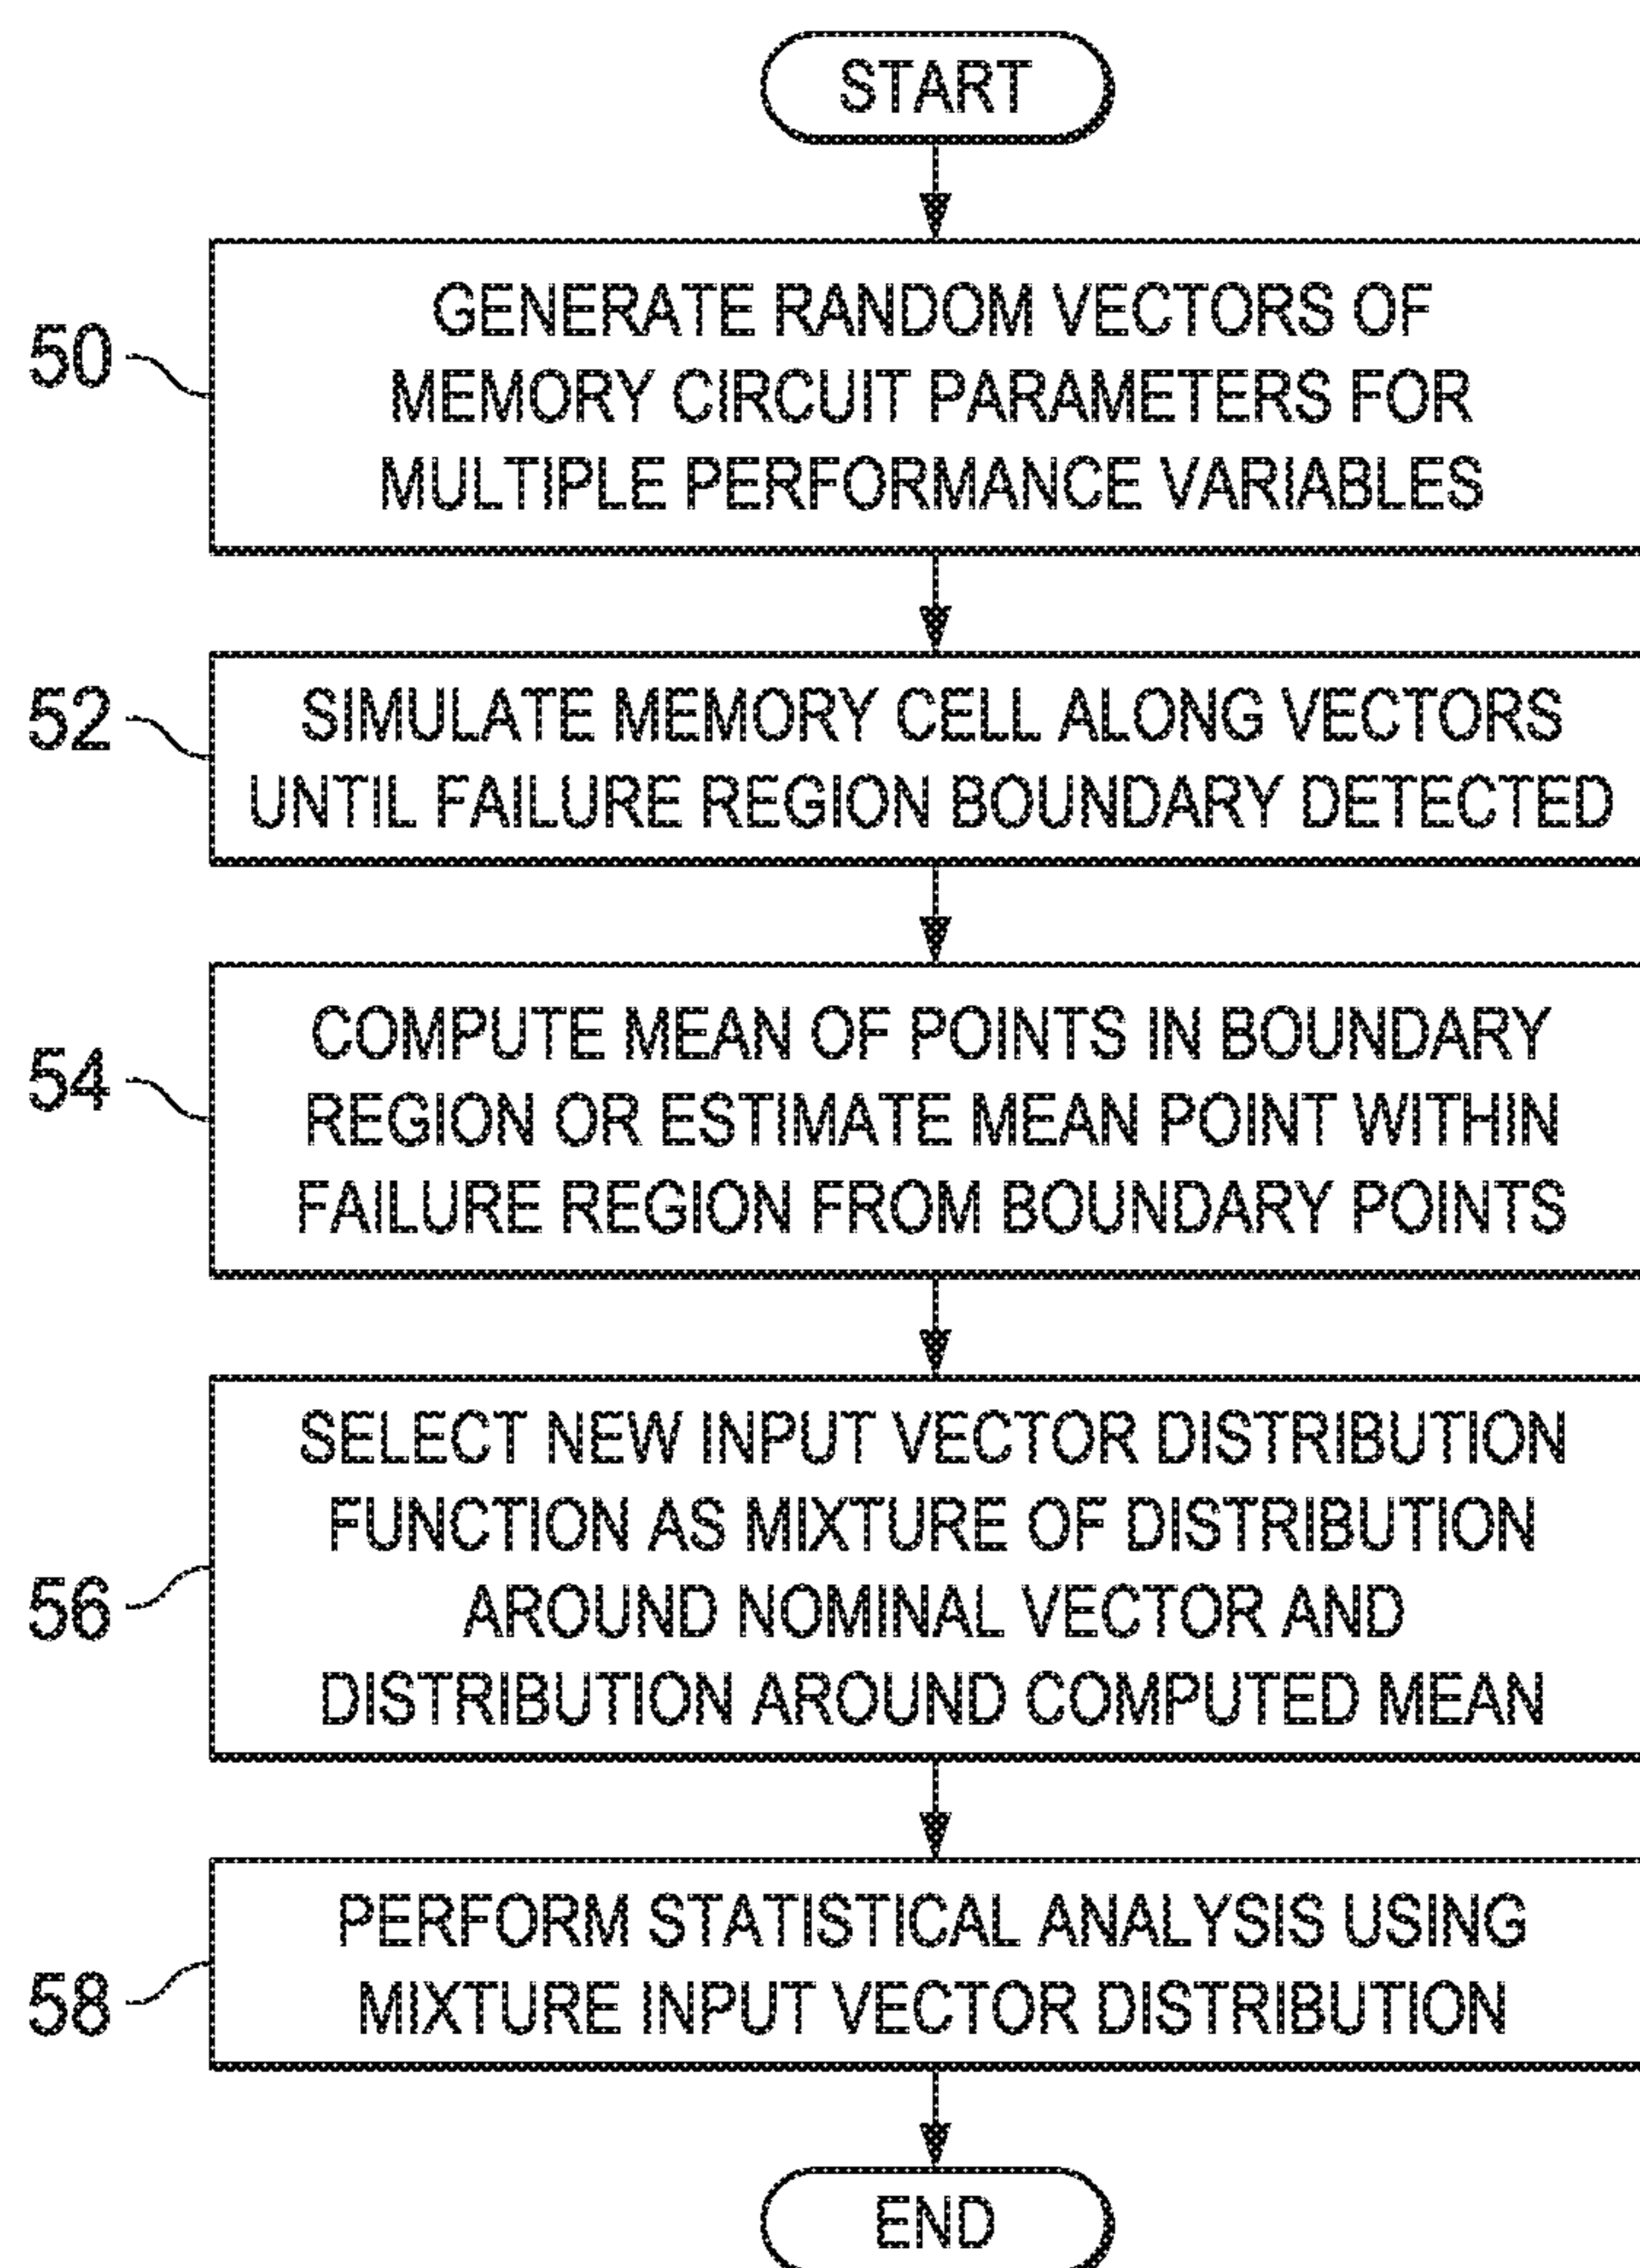 START
50
GENERATE RANDOM VECTORS OF
MEMORY CIRCUIT PARAMETERS FOR
MULTIPLE PERFORMANCE VARIABLES
52
SIMULATE MEMORY CELL ALONG VECTORS
UNTIL FAILURE REGION BOUNDARY DETECTED
54
COMPUTE MEAN OF POINTS IN BOUNDARY
REGION OR ESTIMATE MEAN POINT WITHIN
FAILURE REGION FROM BOUNDARY POINTS
56
SELECT NEW INPUT VECTOR DISTRIBUTION
FUNCTION AS MIXTURE OF DISTRIBUTION
AROUND NOMINAL VECTOR AND
DISTRIBUTION AROUND COMPUTED MEAN
58
PERFORM STATISTICAL ANALYSIS USING
MIXTURE INPUT VECTOR DISTRIBUTION
END